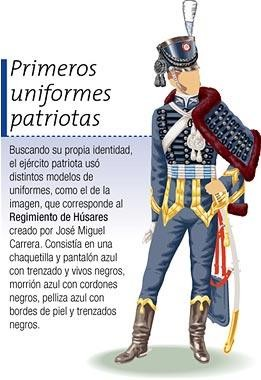 Primeros
uniformes
patriotas
Buscando su propia identidad,
el ejército patriota usó
distintos modelos de
uniformes, como el de la
imagen, que corresponde al
Regimiento de Húsares
creado por José Miguel
Carrera. Consistía en una
chaquetilla y pantalón azul
con trenzado y vivos negros,
morrión azul con cordones
negros, pelliza azul con
bordes de piel y trenzados
negros.